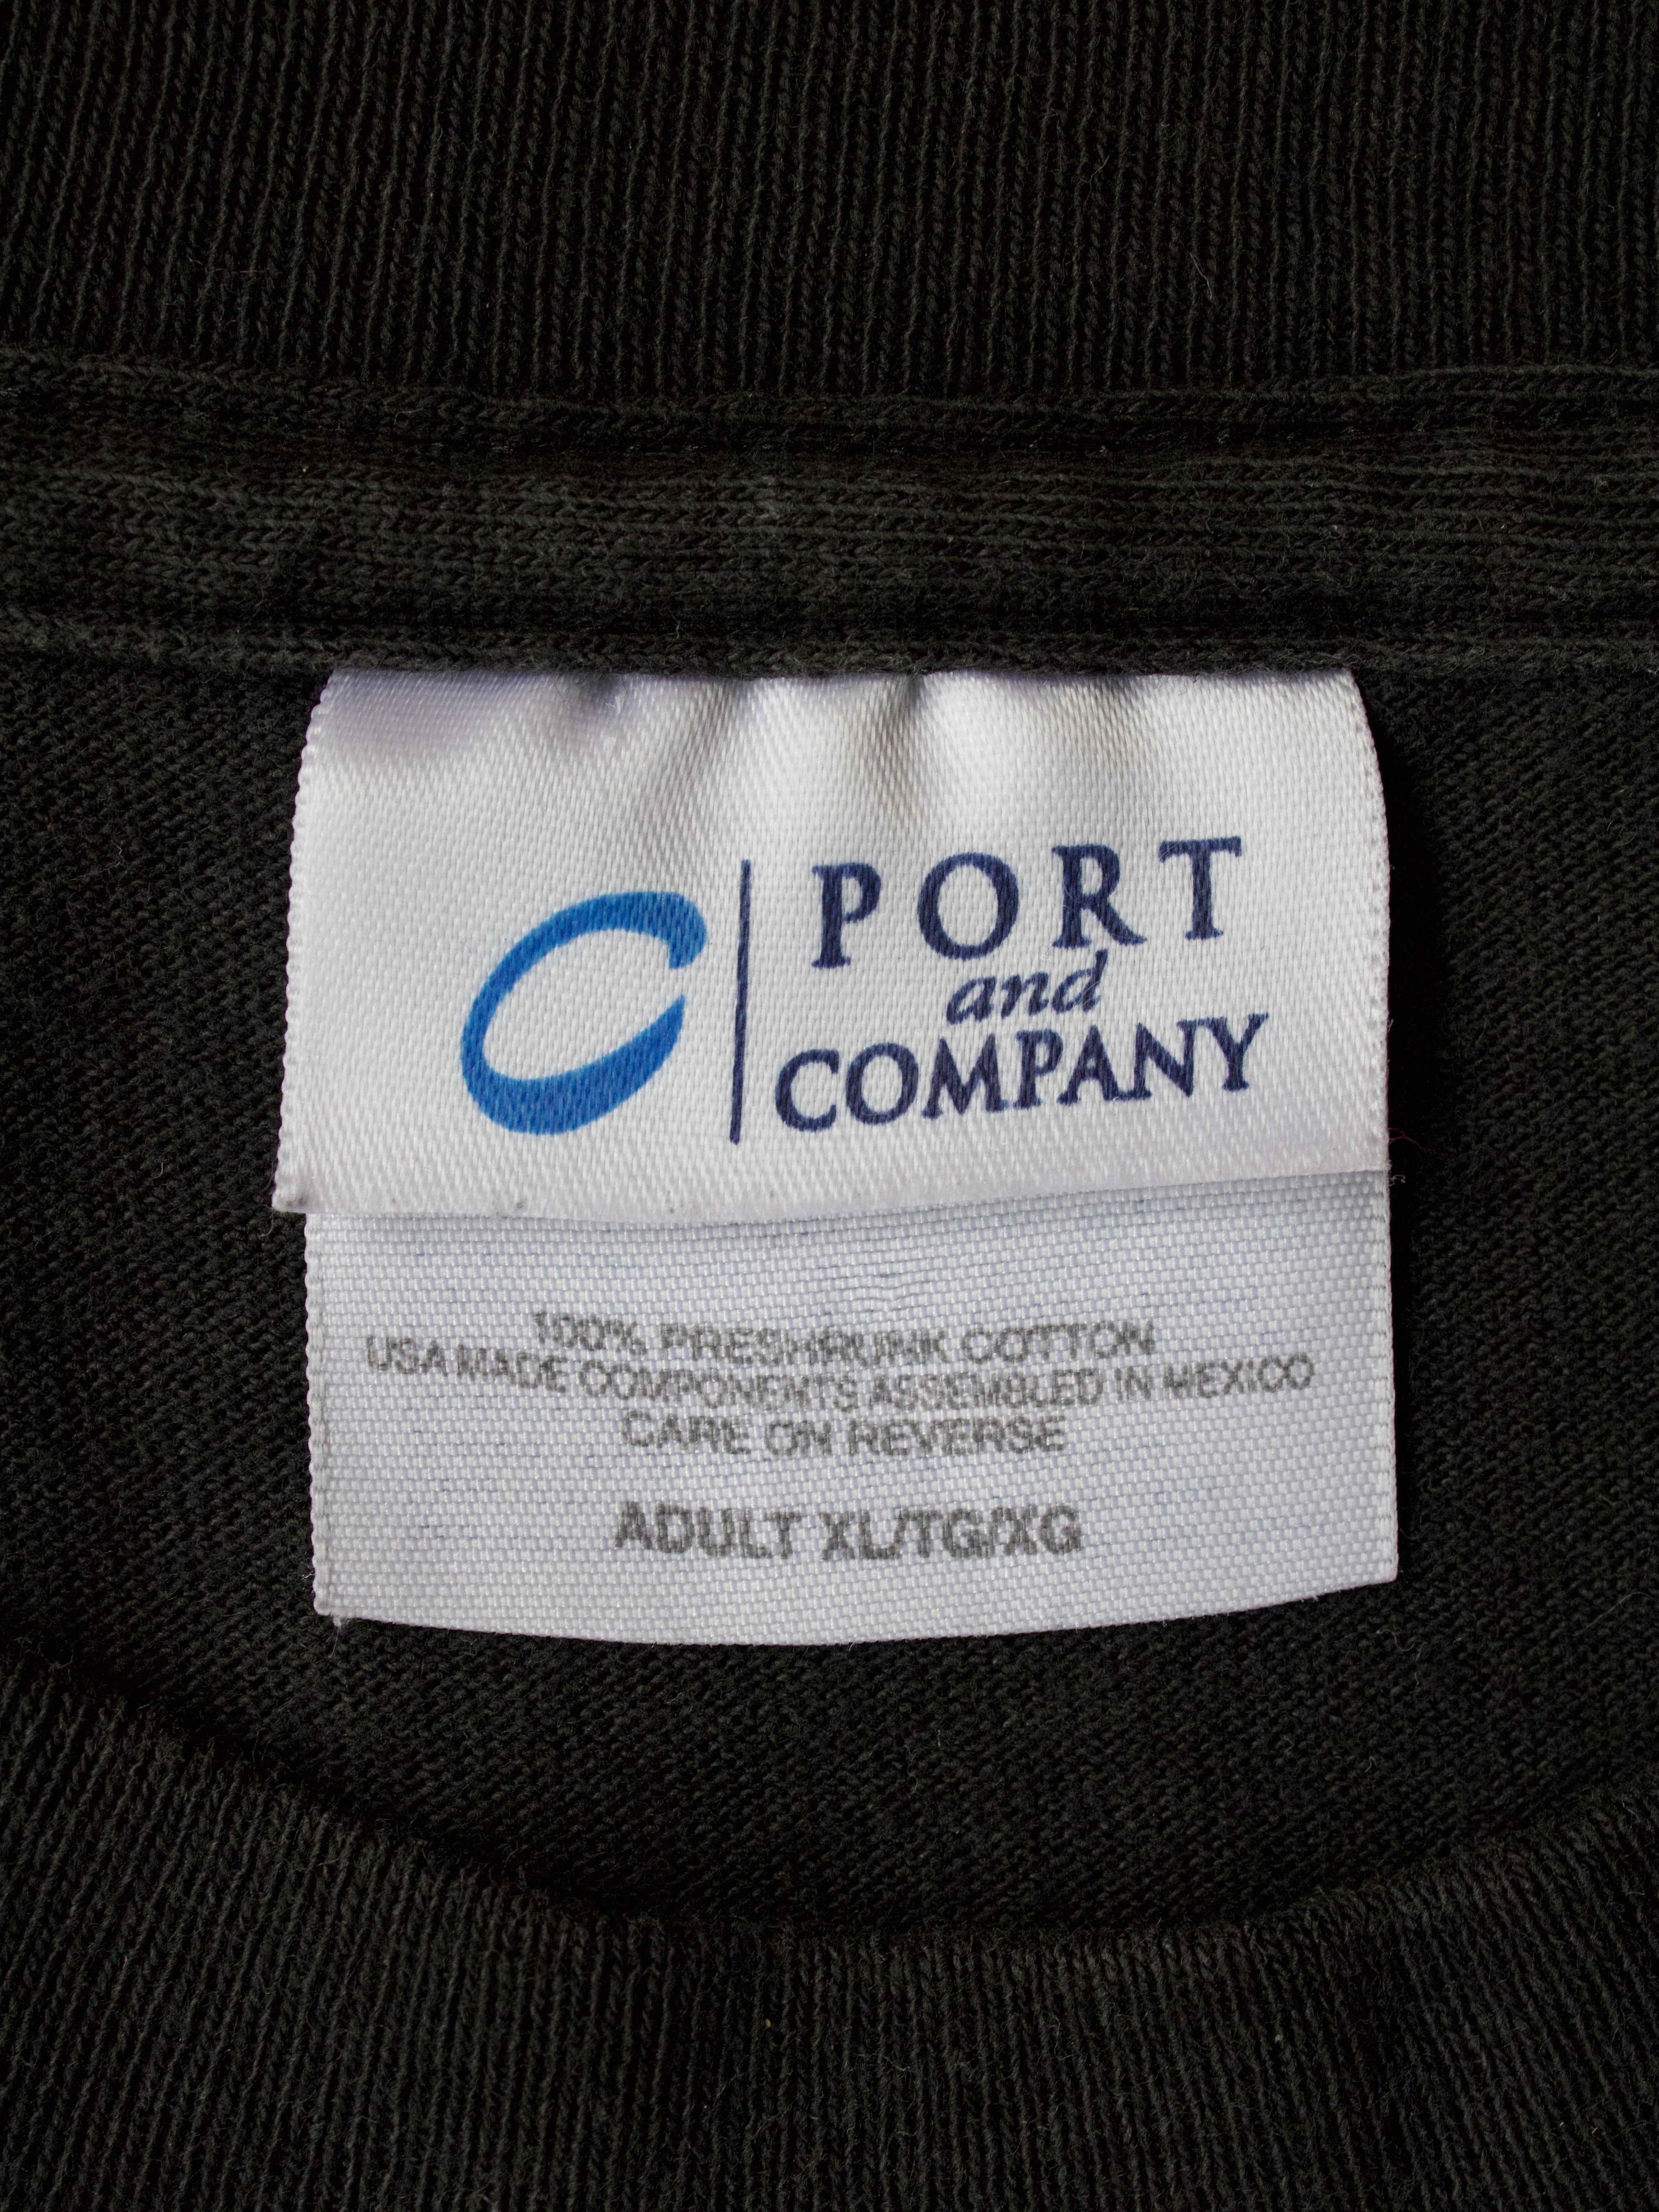 PORT
and
COMPANY
100% PRESHRUNK COTTON
USA MADE COMPONENTS ASSEMBLED IN MEXICO
CARE ON REVERSE
ADULT XL/TG/XG